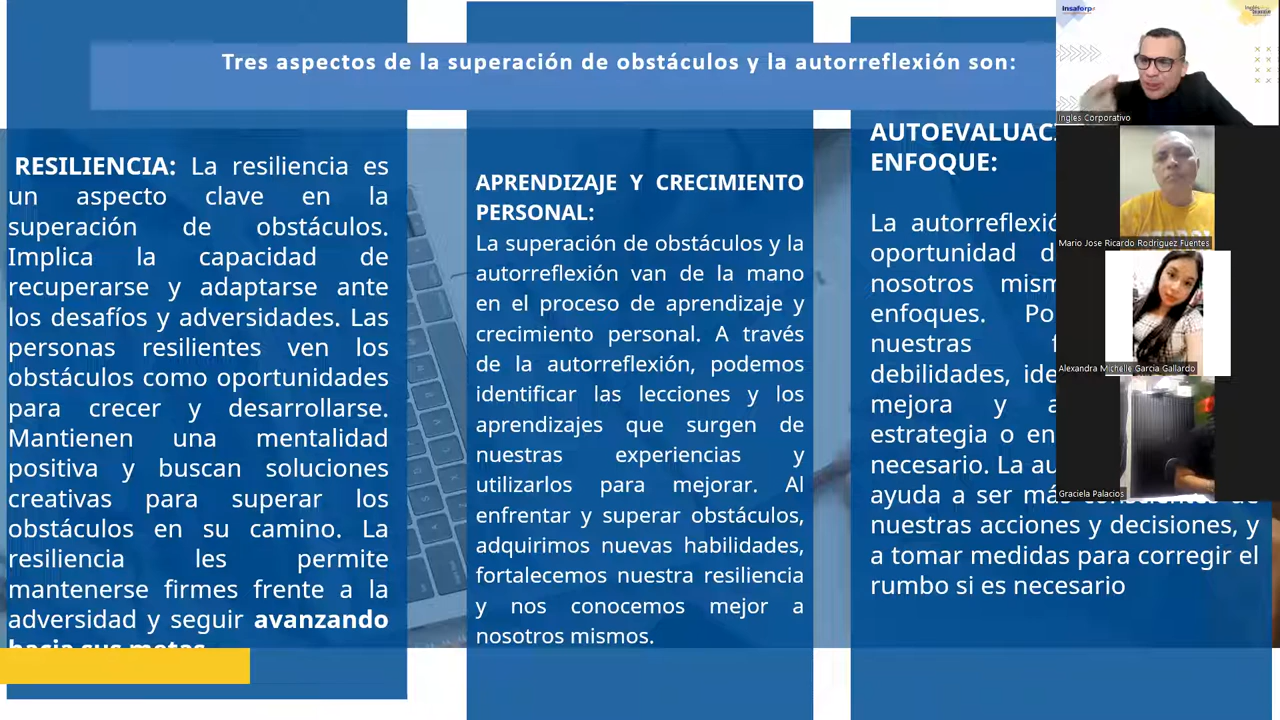 Tres aspectos de la superación de obstáculos y la autorreflexión son:
RESILIENCIA: La resiliencia es
un aspecto clave en la
superación de obstáculos.
Implica la capacidad de
recuperarse y adaptarse ante
los desafíos y adversidades. Las
personas resilientes ven los
obstáculos como oportunidades
para crecer y desarrollarse.
Mantienen una mentalidad
positiva y buscan soluciones
creativas para superar los
obstáculos en su camino. La
resiliencia les permite
mantenerse firmes frente a la
adversidad y seguir avanzando
hacia sus metas
APRENDIZAJE Y CRECIMIENTO
PERSONAL:
La superación de obstáculos y la
autorreflexión van de la mano
en el proceso de aprendizaje y
crecimiento personal. A través
de la autorreflexión, podemos
identificar las lecciones y los
aprendizajes que surgen de
nuestras experiencias y
utilizarlos para mejorar. Al
enfrentar y superar obstáculos,
adquirimos nuevas habilidades,
fortalecemos nuestra resiliencia
y nos conocemos mejor a
nosotros mismos.
AUTOEVALUAC
ENFOQUE:
La autorreflexió
oportunidad d
nosotros mism
enfoques. Po
nuestras
debilidades, ide
mejora y a
estrategia o en
necesario. La au
ayuda a ser más consciente de
nuestras acciones y decisiones, y
a tomar medidas para corregir el
rumbo si es necesario
Insaforp
Ingles Corporativo
Mario Jose Ricardo Rodriguez Fuentes
Alexandra Michelle Garcia Gallardo
Graciela Palacios